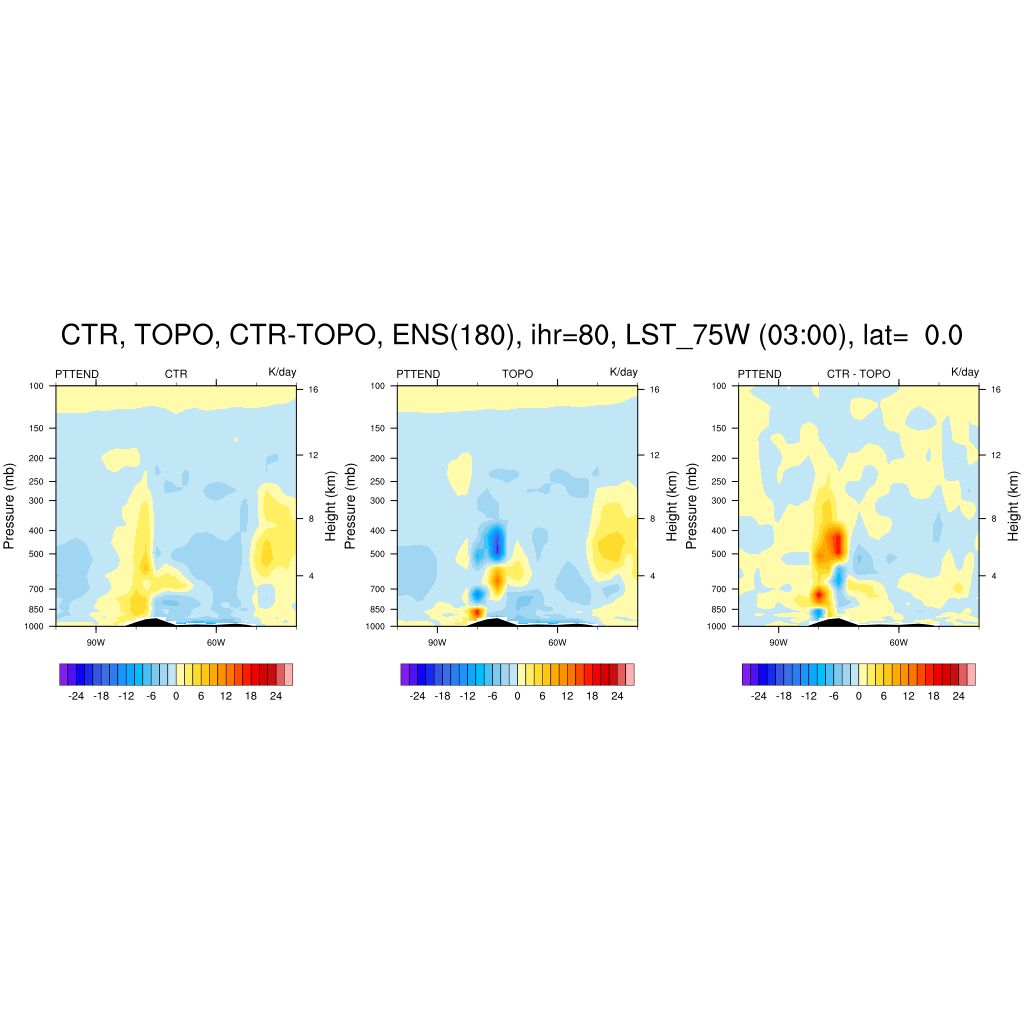 CTR, TOPO, CTR-TOPO, ENS(180), ihr=80, LST_75W (03:00), lat= 0.0
PTTEND CTR K/day
PTTEND TOPO K/day
PTTEND CTR - TOPO K/day
Pressure (mb)
100
150
200
250
300
400
500
700
850
1000
16
12
8
4
Height (km)
90W 60W
-24 -18 -12 -6 0 6 12 18 24
Pressure (mb)
100
150
200
250
300
400
500
700
850
1000
16
12
8
4
Height (km)
90W 60W
-24 -18 -12 -6 0 6 12 18 24
Pressure (mb)
100
150
200
250
300
400
500
700
850
1000
16
12
8
4
Height (km)
90W 60W
-24 -18 -12 -6 0 6 12 18 24